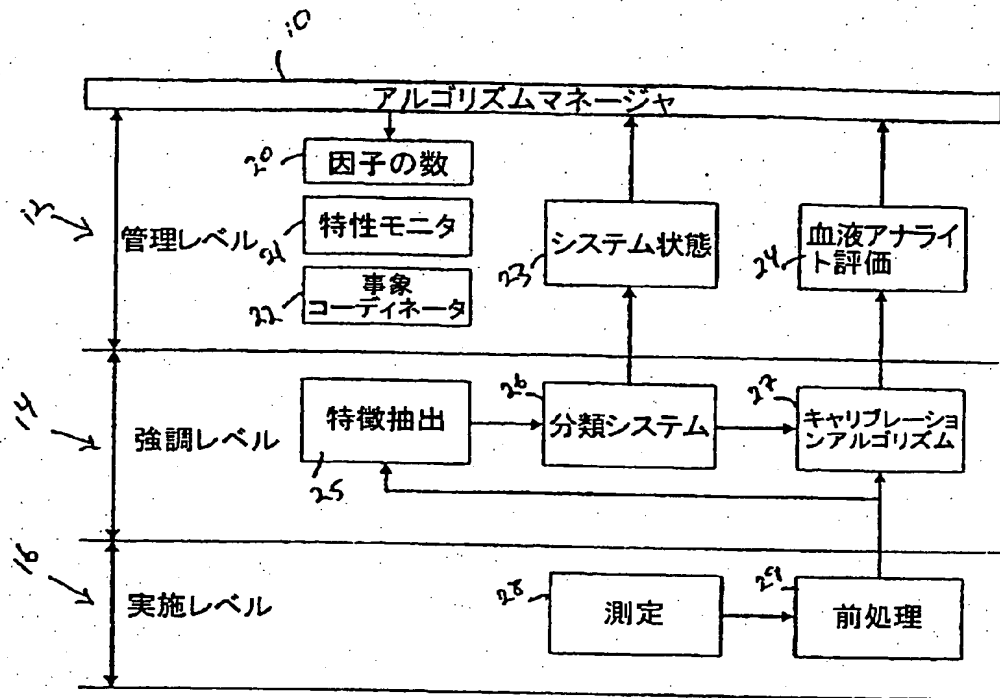 10
アルゴリズムマネージャ
20
因子の数
12
管理レベル
21
特性モニタ
22
事象
コーディネータ
23
システム状態
24
血液アナライ
ト評価
14
強調レベル
特徴抽出
25
26
分類システム
27
キャリブレーショ
ンアルゴリズム
16
実施レベル
28
測定
29
前処理